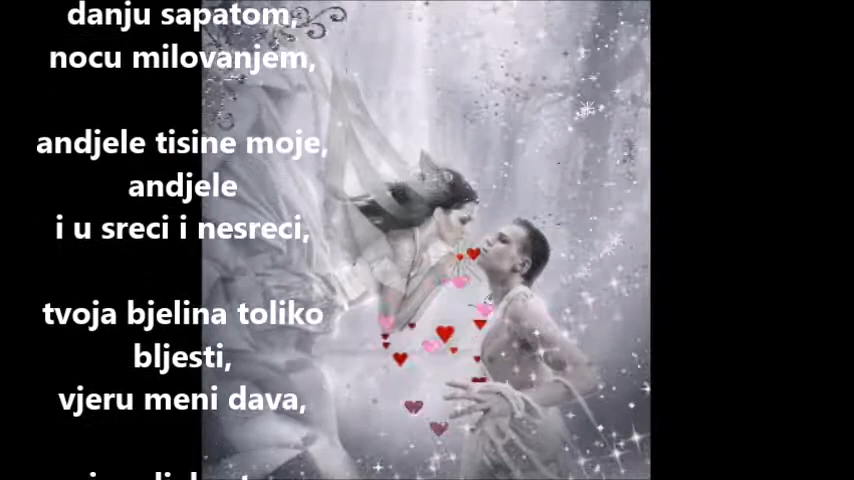 danju sapatom,
nocu milovanjem,
andjele tisine moje,
andjele
i u sreci i nesreci,
tvoja bjelina toliko
bljesti,
vjeru meni dava,